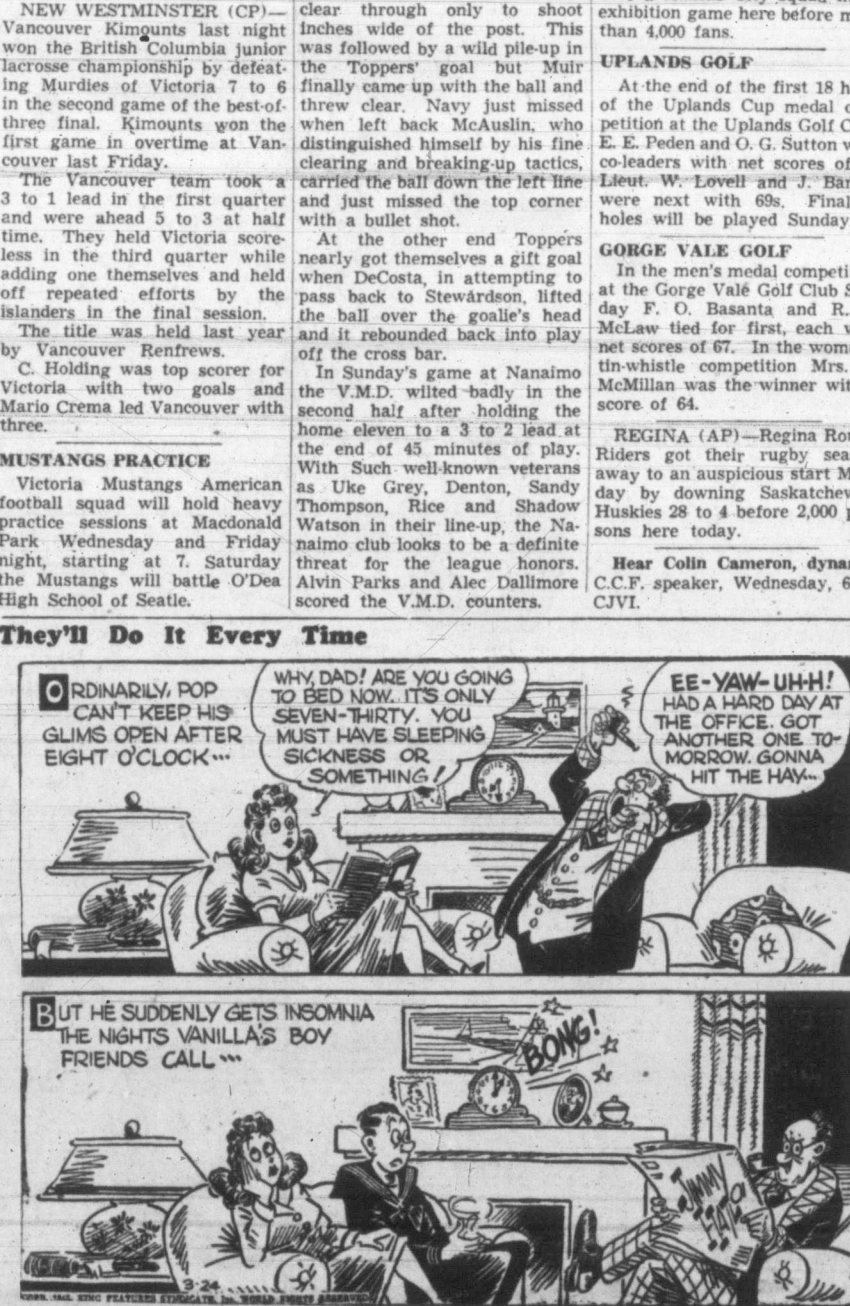 NEW WESTMINSTER (CP)—
Vancouver Kimounts last night
won the British Columbia junior
lacrosse championship by defeat-
ing Murdies of Victoria 7 to 6
in the second game of the best-of-
three final. Kimounts won the
first game in overtime at Van-
couver last Friday.
The Vancouver team took a
3 to 1 lead in the first quarter
and were ahead 5 to 3 at half
time. They held Victoria score-
less in the third quarter while
adding one themselves and held
off repeated efforts by the
islanders in the final session.
The title was held last year
by Vancouver Renfrews.
C. Holding was top scorer for
Victoria with two goals and
Mario Crema led Vancouver with
three.
MUSTANGS PRACTICE
Victoria Mustangs American
football squad will hold heavy
practice sessions at Macdonald
Park Wednesday and Friday
night, starting at 7. Saturday
the Mustangs will battle O'Dea
High School of Seatle.
clear through only to shoot
inches wide of the post. This
was followed by a wild pile-up in
the Toppers' goal but Muir
finally came up with the ball and
threw clear. Navy just missed
when left back McAuslin, who
distinguished himself by his fine
clearing and breaking-up tactics,
carried the ball down the left line
and just missed the top corner
with a bullet shot.
At the other end Toppers
nearly got themselves a gift goal
when DeCosta, in attempting to
pass back to Stewardson, lifted
the ball over the goalie's head
and it rebounded back into play
off the cross bar.
In Sunday's game at Nanaimo
the V.M.D. wilted badly in the
second half after holding the
home eleven to a 3 to 2 lead at
the end of 45 minutes of play.
With Such well-known veterans
as Uke Grey, Denton, Sandy
Thompson, Rice and Shadow
Watson in their line-up, the Na-
naimo club looks to be a definite
threat for the league honors.
Alvin Parks and Alec Dallimore
scored the V.M.D. counters.
exhibition game here before m
than 4,000 fans.
UPLANDS GOLF
At the end of the first 18 h
of the Uplands Cup medal c
petition at the Uplands Golf C
E. E. Peden and O. G. Sutton w
co-leaders with net scores of
Lieut. W. Lovell and J. Bar
were next with 69s. Final
holes will be played Sunday
GORGE VALE GOLF
In the men's medal competi
at the Gorge Vale Golf Club S
day F. O. Basanta and R.
McLaw tied for first, each w
net scores of 67. In the wom
tin-whistle competition Mrs.
McMillan was the winner wit
score of 64.
REGINA (AP)—Regina Rou
Riders got their rugby sea
away to an auspicious start M
day by downing Saskatchew
Huskies 28 to 4 before 2,000 p
sons here today.
Hear Colin Cameron, dynam
C.C.F. speaker, Wednesday, 6
CJVI.
They'll Do It Every Time
ORDINARILY, POP
CAN'T KEEP HIS
GLIMS OPEN AFTER
EIGHT O'CLOCK...
WHY, DAD! ARE YOU GOING
TO BED NOW. IT'S ONLY
SEVEN-THIRTY. YOU
MUST HAVE SLEEPING
SICKNESS OR
SOMETHING!
EE-YAW-UH-H!
HAD A HARD DAY AT
THE OFFICE. GOT
ANOTHER ONE TO-
MORROW. GONNA
HIT THE HAY...
BUT HE SUDDENLY GETS INSOMNIA
THE NIGHTS VANILLA'S BOY
FRIENDS CALL...
BONG!
JIMMY
HATLO
3-24
KING FEATURES SYNDICATE, Inc. WORLD RIGHTS RESERVED